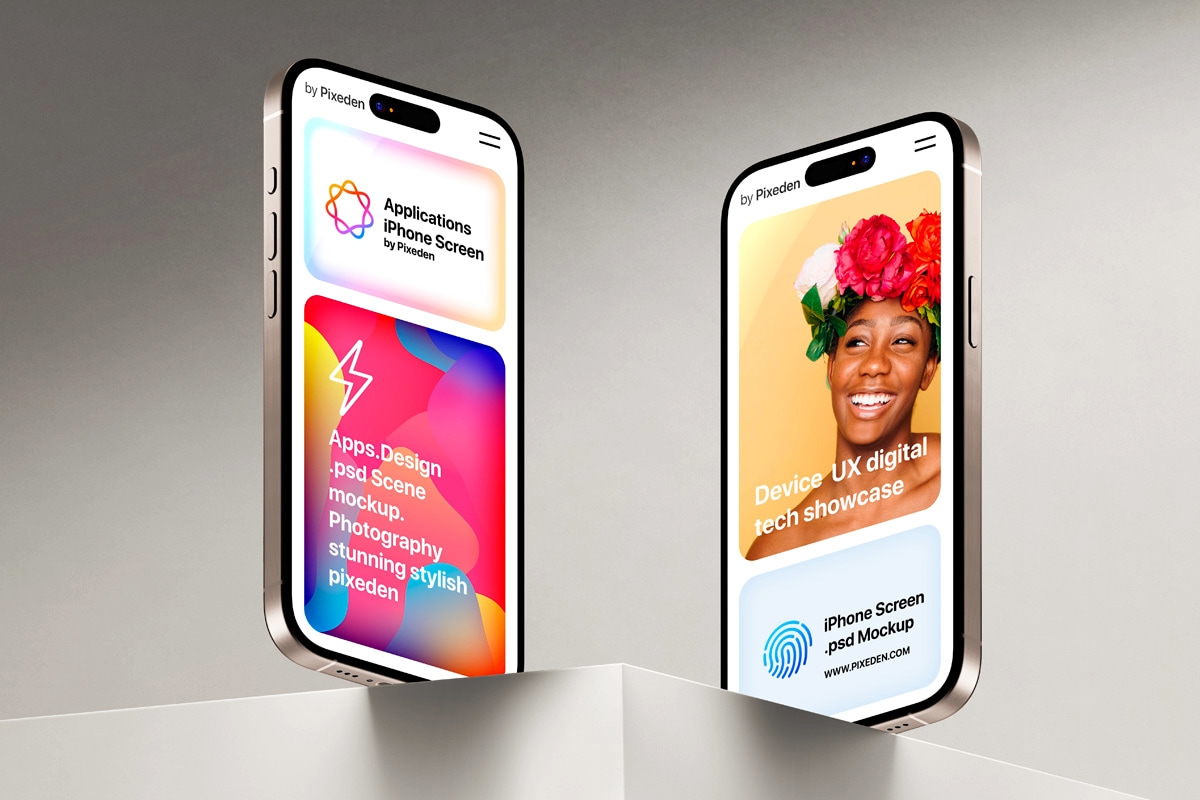 by Pixeden
Applications
iPhone Screen
by Pixeden
Apps.Design
.psd Scene
mockup.
Photography
stunning stylish
pixeden
by Pixeden
Device UX digital
tech showcase
iPhone Screen
.psd Mockup
WWW.PIXEDEN.COM